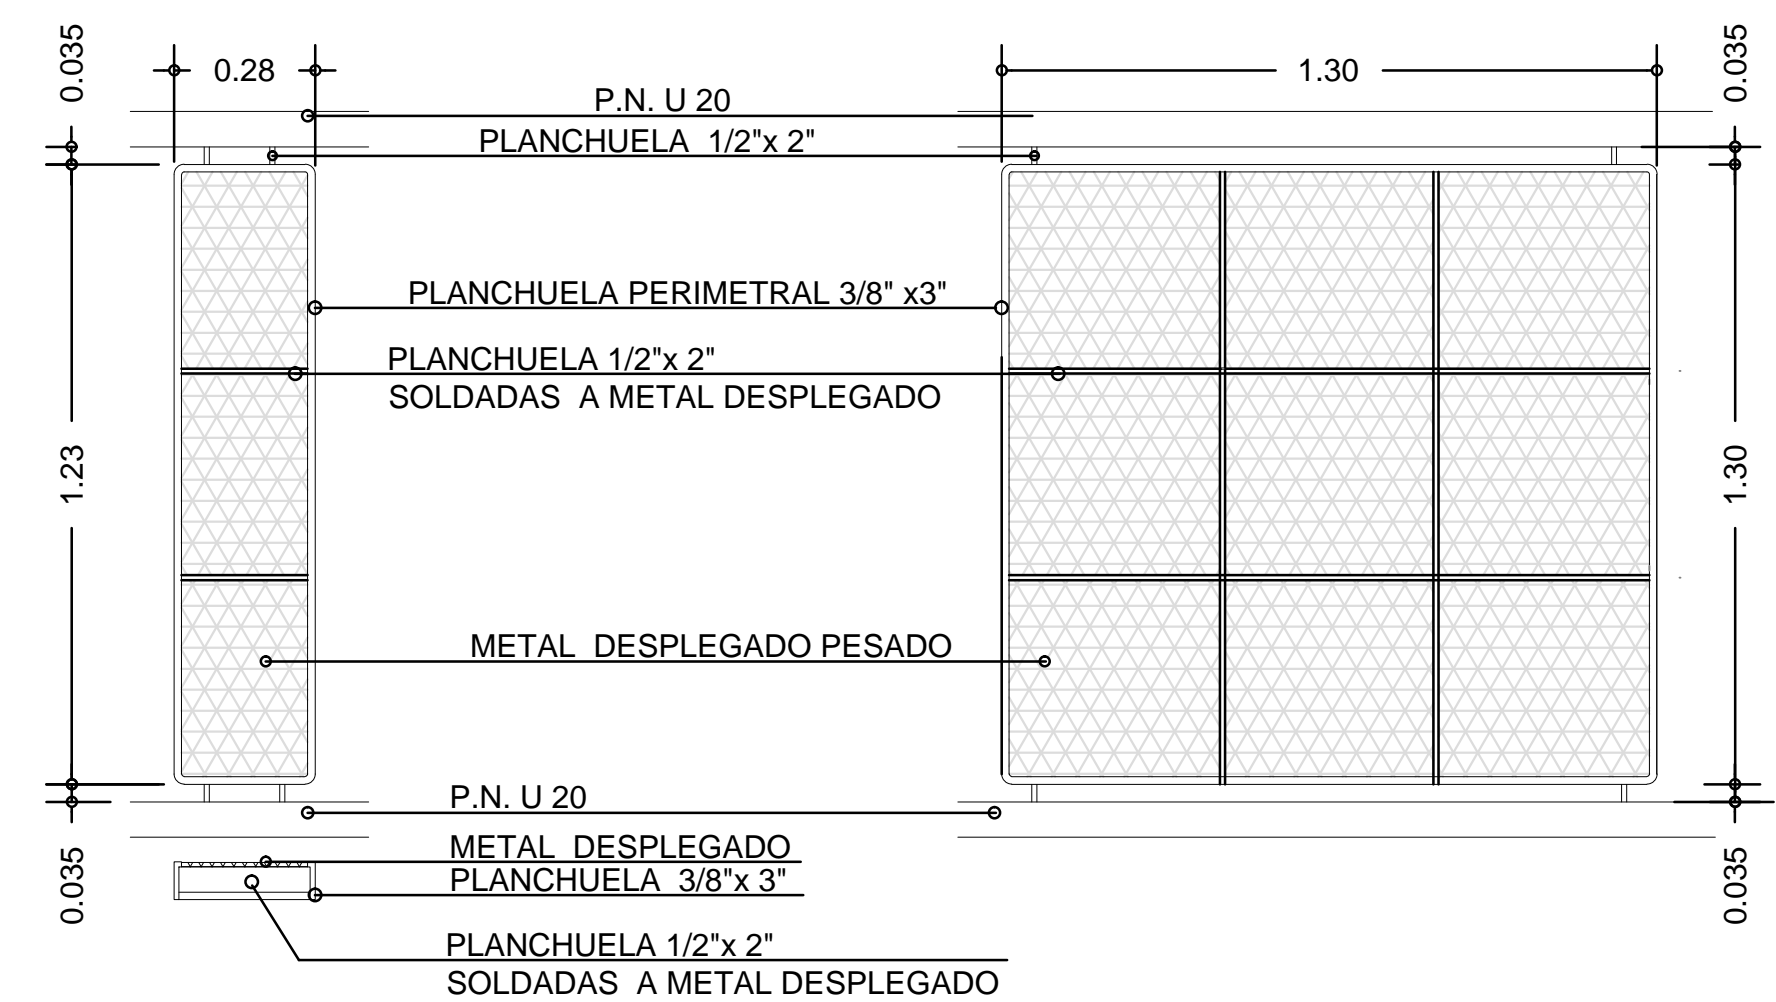 0.035
0.28
1.30
0.035
P.N. U 20
PLANCHUELA 1/2"x 2"
PLANCHUELA PERIMETRAL 3/8" x3"
PLANCHUELA 1/2"x 2"
SOLDADAS A METAL DESPLEGADO
1.23
1.30
METAL DESPLEGADO PESADO
P.N. U 20
METAL DESPLEGADO
PLANCHUELA 3/8"x 3"
0.035
0.035
PLANCHUELA 1/2"x 2"
SOLDADAS A METAL DESPLEGADO